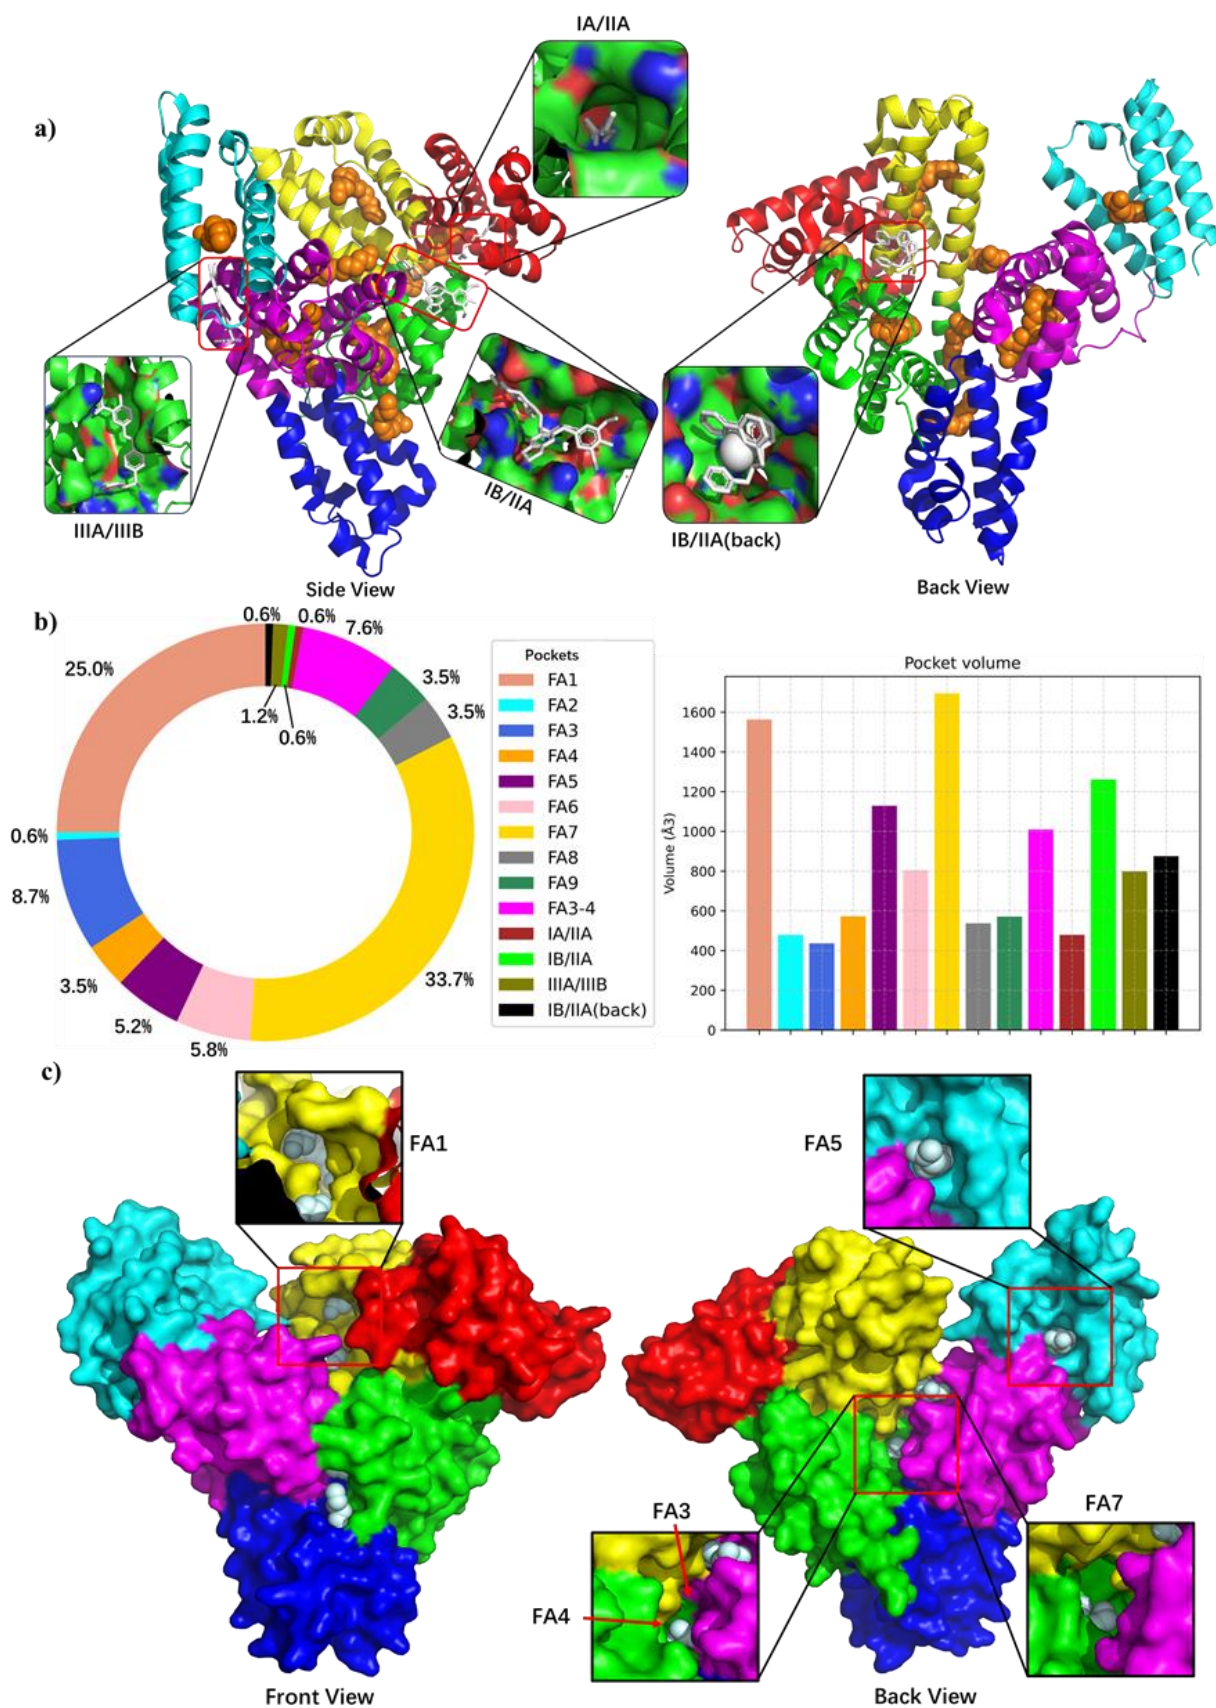 a)
IA/IIA
IIIA/IIIB
IB/IIA
IB/IIA(back)
Side View
Back View
b)
0.6%
0.6%
7.6%
3.5%
3.5%
25.0%
1.2%
0.6%
0.6%
8.7%
3.5%
5.2%
5.8%
33.7%
Pockets
FA1
FA2
FA3
FA4
FA5
FA6
FA7
FA8
FA9
FA3-4
IA/IIA
IB/IIA
IIIA/IIIB
IB/IIA(back)
Pocket volume
Volume (Å3)
1600
1400
1200
1000
800
600
400
200
0
c)
FA1
FA5
FA3
FA4
FA7
Front View
Back View